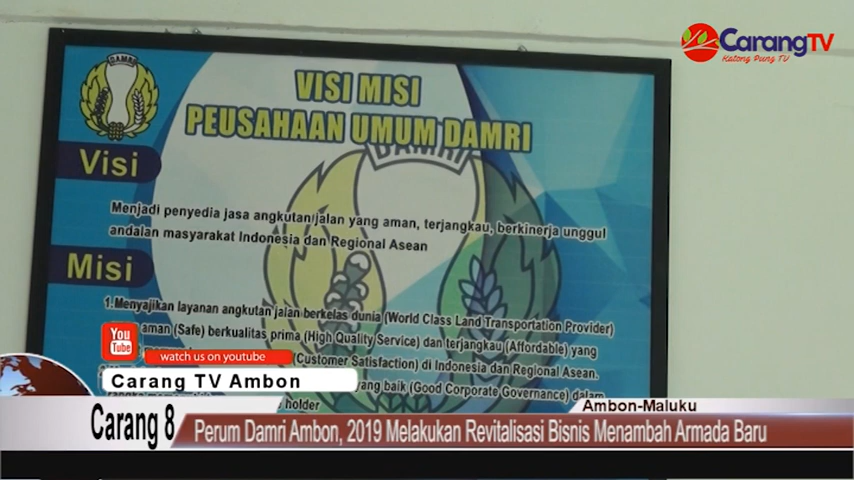 CarangTV
Katong Pung TV
DAMRI
VISI MISI
PEUSAHAAN UMUM DAMRI
DAMRI
Visi
Menjadi penyedia jasa angkutan/jalan yang aman, terjangkau, berkinerja unggul
andalan masyarakat Indonesia dan Regional Asean
Misi
1.Menyajikan layanan angkutan jalan berkelas dunia (World Class Land Transportation Provider)
aman (Safe) berkualitas prima (High Quality Service) dan terjangkau (Affordable) yang
(Customer Satisfaction) di Indonesia dan Regional Asean.
yang baik (Good Corporate Governance) dalam
holder
You
Tube
watch us on youtube
Carang TV Ambon
Ambon-Maluku
Carang 8
Perum Damri Ambon, 2019 Melakukan Revitalisasi Bisnis Menambah Armada Baru